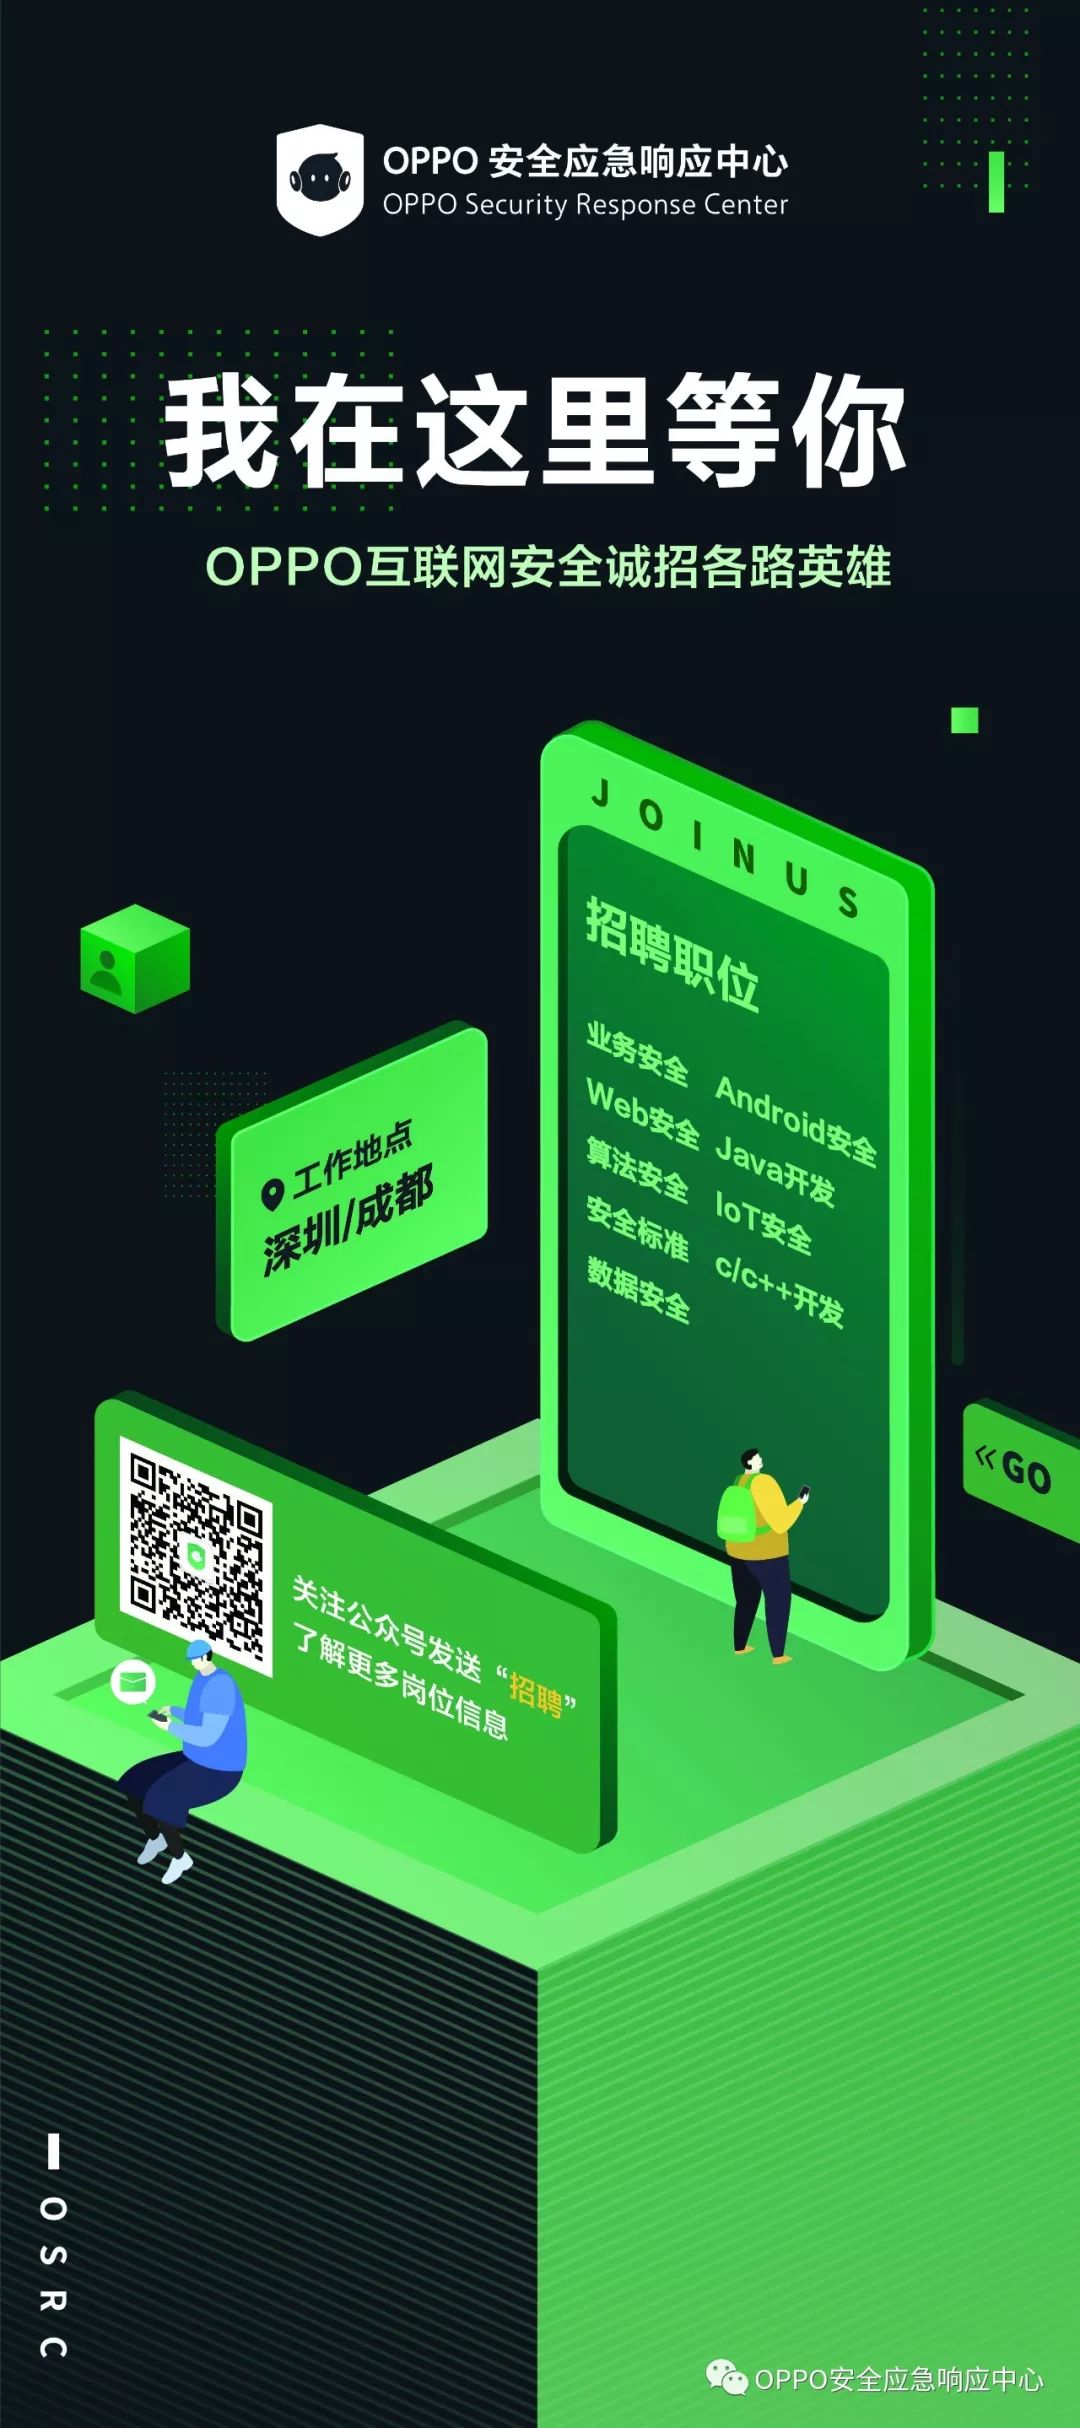 OPPO 安全应急响应中心
OPPO Security Response Center
我在这里等你
OPPO互联网安全诚招各路英雄
JOINUS
招聘职位
业务安全
Web安全
算法安全
安全标准
数据安全
Android安全
Java开发
IoT安全
c/c++开发
工作地点
深圳/成都
«GO
关注公众号发送“招聘”
了解更多岗位信息
OSRC
OPPO安全应急响应中心